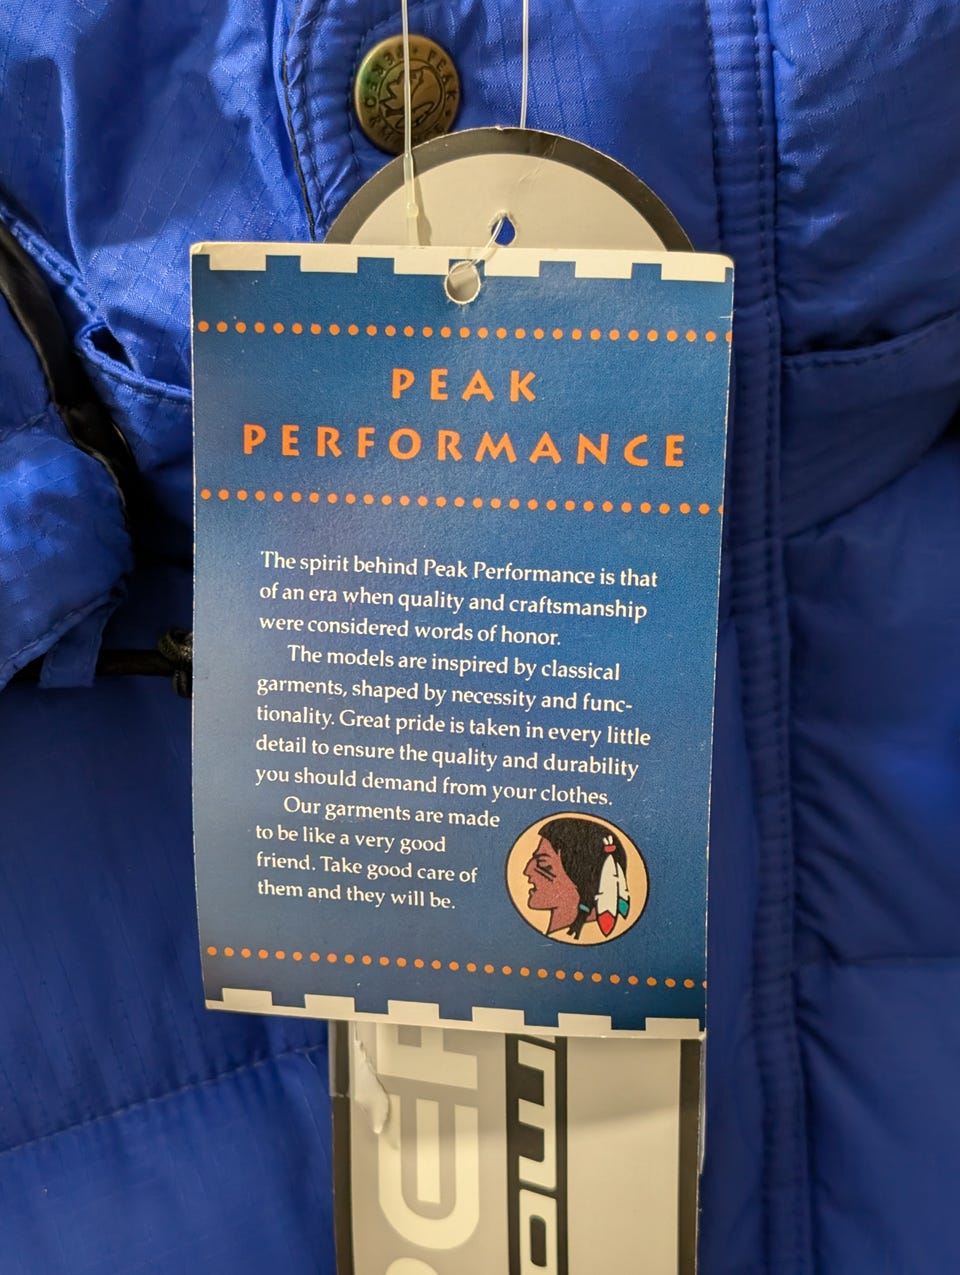 PEAK
PEAK
PERFORMANCE
The spirit behind Peak Performance is that
of an era when quality and craftsmanship
were considered words of honor.
The models are inspired by classical
garments, shaped by necessity and func-
tionality. Great pride is taken in every little
detail to ensure the quality and durability
you should demand from your clothes.
Our garments are made
to be like a very good
friend. Take good care of
them and they will be.